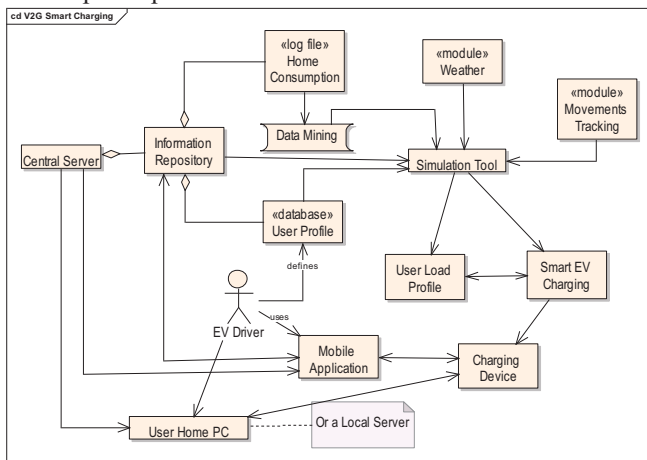 cd V2G Smart Charging
«log file»
Home
Consumption
«module»
Weather
«module»
Movements
Tracking
Data Mining
Information
Repository
Central Server
Simulation Tool
«database»
User Profile
defines
User Load
Profile
Smart EV
Charging
EV Driver
uses
Mobile
Application
Charging
Device
User Home PC
Or a Local Server